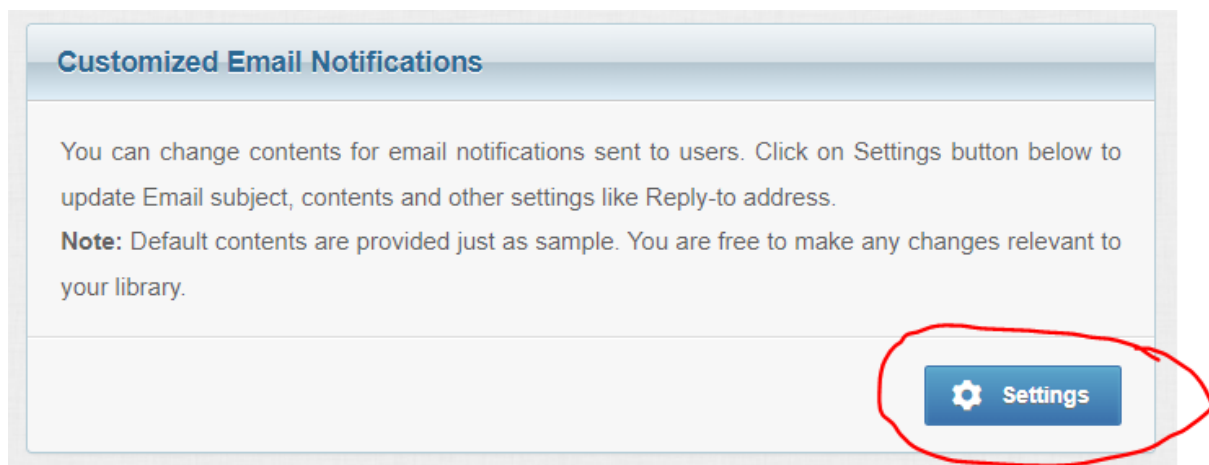 Customized Email Notifications
You can change contents for email notifications sent to users. Click on Settings button below to
update Email subject, contents and other settings like Reply-to address.
Note: Default contents are provided just as sample. You are free to make any changes relevant to
your library.
Settings